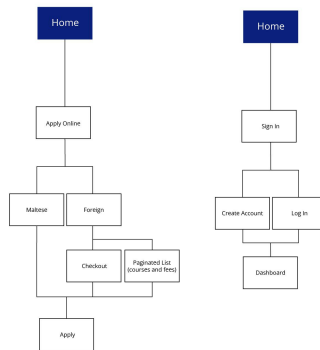 Home
Apply Online
Maltese
Foreign
Checkout
Paginated List
(courses and fees)
Apply
Home
Sign In
Create Account
Log In
Dashboard